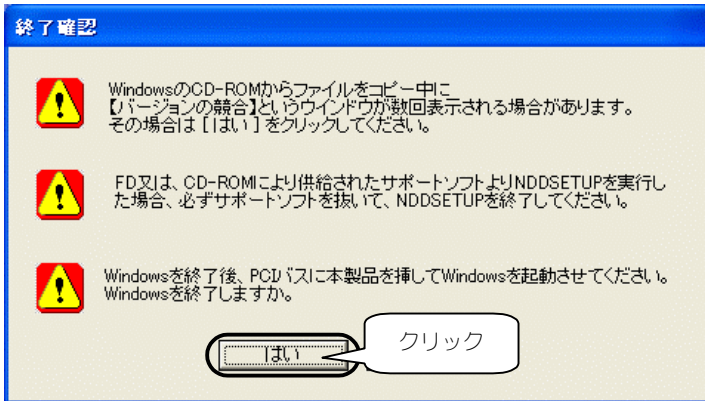 終了確認
WindowsのCD-ROMからファイルをコピー中に
【バージョンの競合】というウインドウが数回表示される場合があります。
その場合は [はい] をクリックしてください。
FD又は、CD-ROMにより供給されたサポートソフトよりNDDSETUPを実行し
た場合、必ずサポートソフトを抜いて、NDDSETUPを終了してください。
Windowsを終了後、PCIバスに本製品を挿してWindowsを起動させてください。
Windowsを終了しますか。
はい
クリック